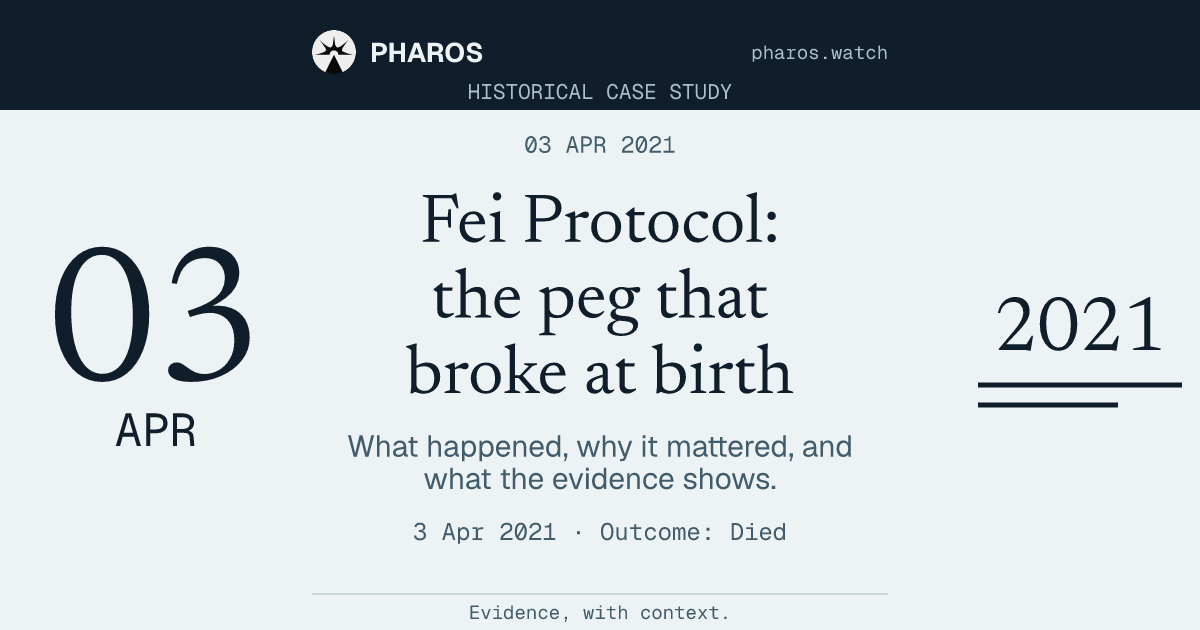 PHAROS
pharos.watch
HISTORICAL CASE STUDY
03 APR 2021
Fei Protocol:
the peg that
broke at birth
03
APR
2021
What happened, why it mattered, and
what the evidence shows.
3 Apr 2021 · Outcome: Died
Evidence, with context.